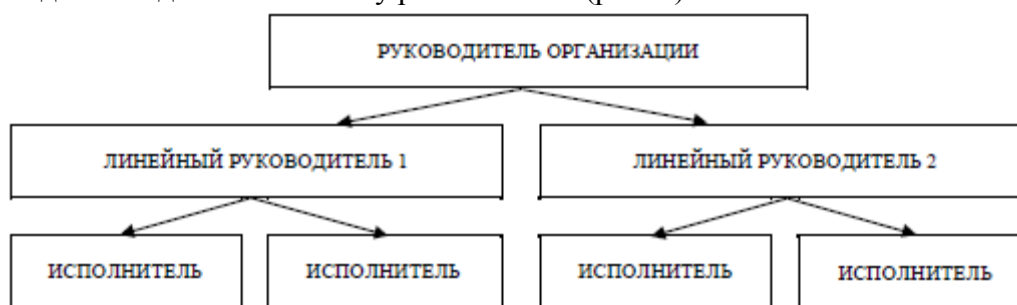 РУКОВОДИТЕЛЬ ОРГАНИЗАЦИИ
ЛИНЕЙНЫЙ РУКОВОДИТЕЛЬ 1 ЛИНЕЙНЫЙ РУКОВОДИТЕЛЬ 2
ИСПОЛНИТЕЛЬ ИСПОЛНИТЕЛЬ ИСПОЛНИТЕЛЬ ИСПОЛНИТЕЛЬ